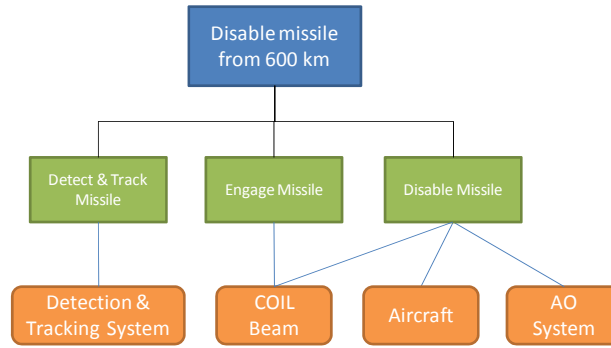 Disable missile
from 600 km
Detect & Track
Missile
Engage Missile
Disable Missile
Detection &
Tracking System
COIL
Beam
Aircraft
AO
System